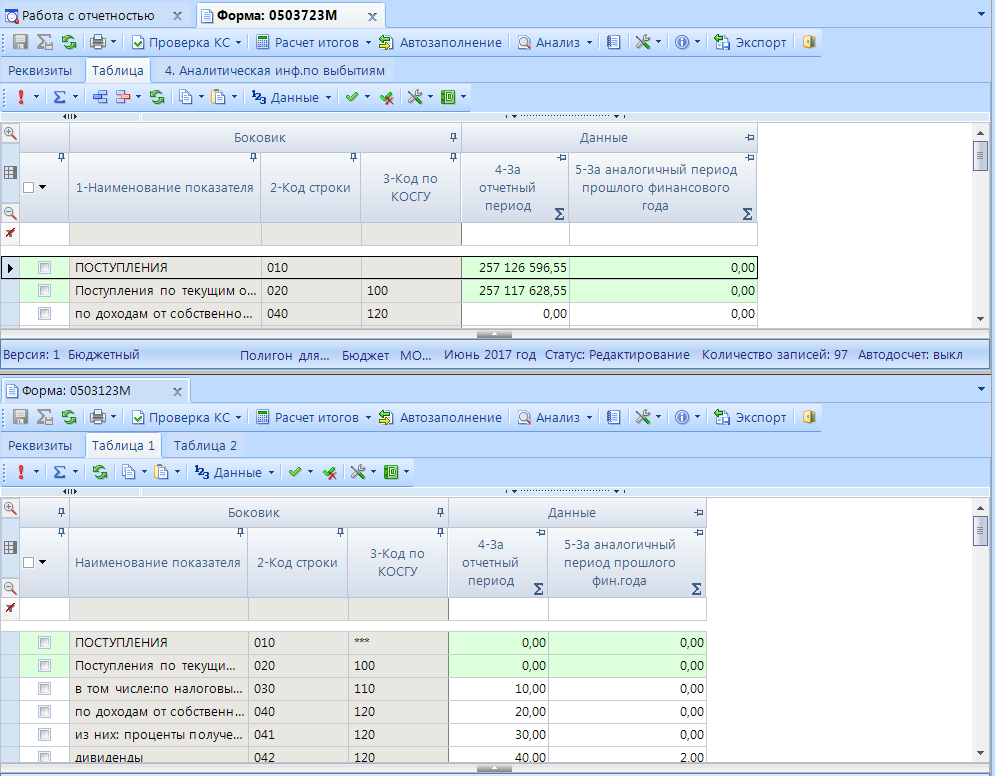 Работа с отчетностью
Форма: 0503723М
Проверка КС Расчет итогов Автозаполнение Анализ Экспорт
Реквизиты Таблица 4. Аналитическая инф.по выбытиям
Данные
Боковик Данные
1-Наименование показателя 2-Код строки 3-Код по КОСГУ 4-За отчетный период 5-За аналогичный период прошлого финансового года
ПОСТУПЛЕНИЯ 010 257 126 596,55 0,00
Поступления по текущим о... 020 100 257 117 628,55 0,00
по доходам от собственно... 040 120 0,00 0,00
Версия: 1 Бюджетный Полигон для... Бюджет МО... Июнь 2017 год Статус: Редактирование Количество записей: 97 Автодосчет: выкл
Форма: 0503123М
Проверка КС Расчет итогов Автозаполнение Анализ Экспорт
Реквизиты Таблица 1 Таблица 2
Данные
Боковик Данные
Наименование показателя 2-Код строки 3-Код по КОСГУ 4-За отчетный период 5-За аналогичный период прошлого фин.года
ПОСТУПЛЕНИЯ 010 *** 0,00 0,00
Поступления по текущи... 020 100 0,00 0,00
в том числе:по налоговы... 030 110 10,00 0,00
по доходам от собственн... 040 120 20,00 0,00
из них: проценты получе... 041 120 30,00 0,00
дивиденды 042 120 40,00 2,00